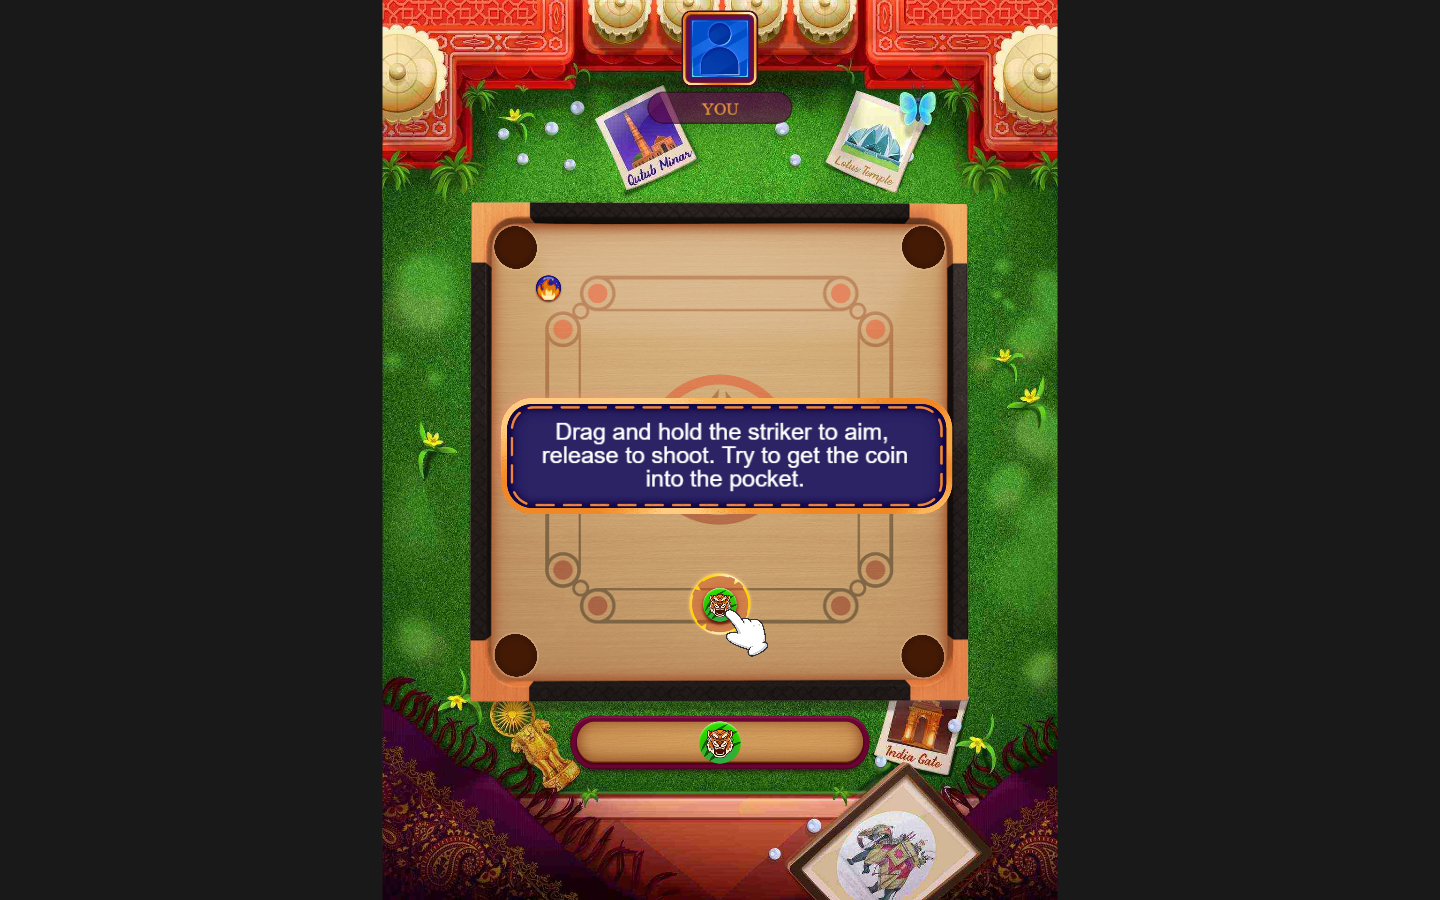 YOU
Qutub Minar
Lotus Temple
Drag and hold the striker to aim,
release to shoot. Try to get the coin
into the pocket.
India Gate